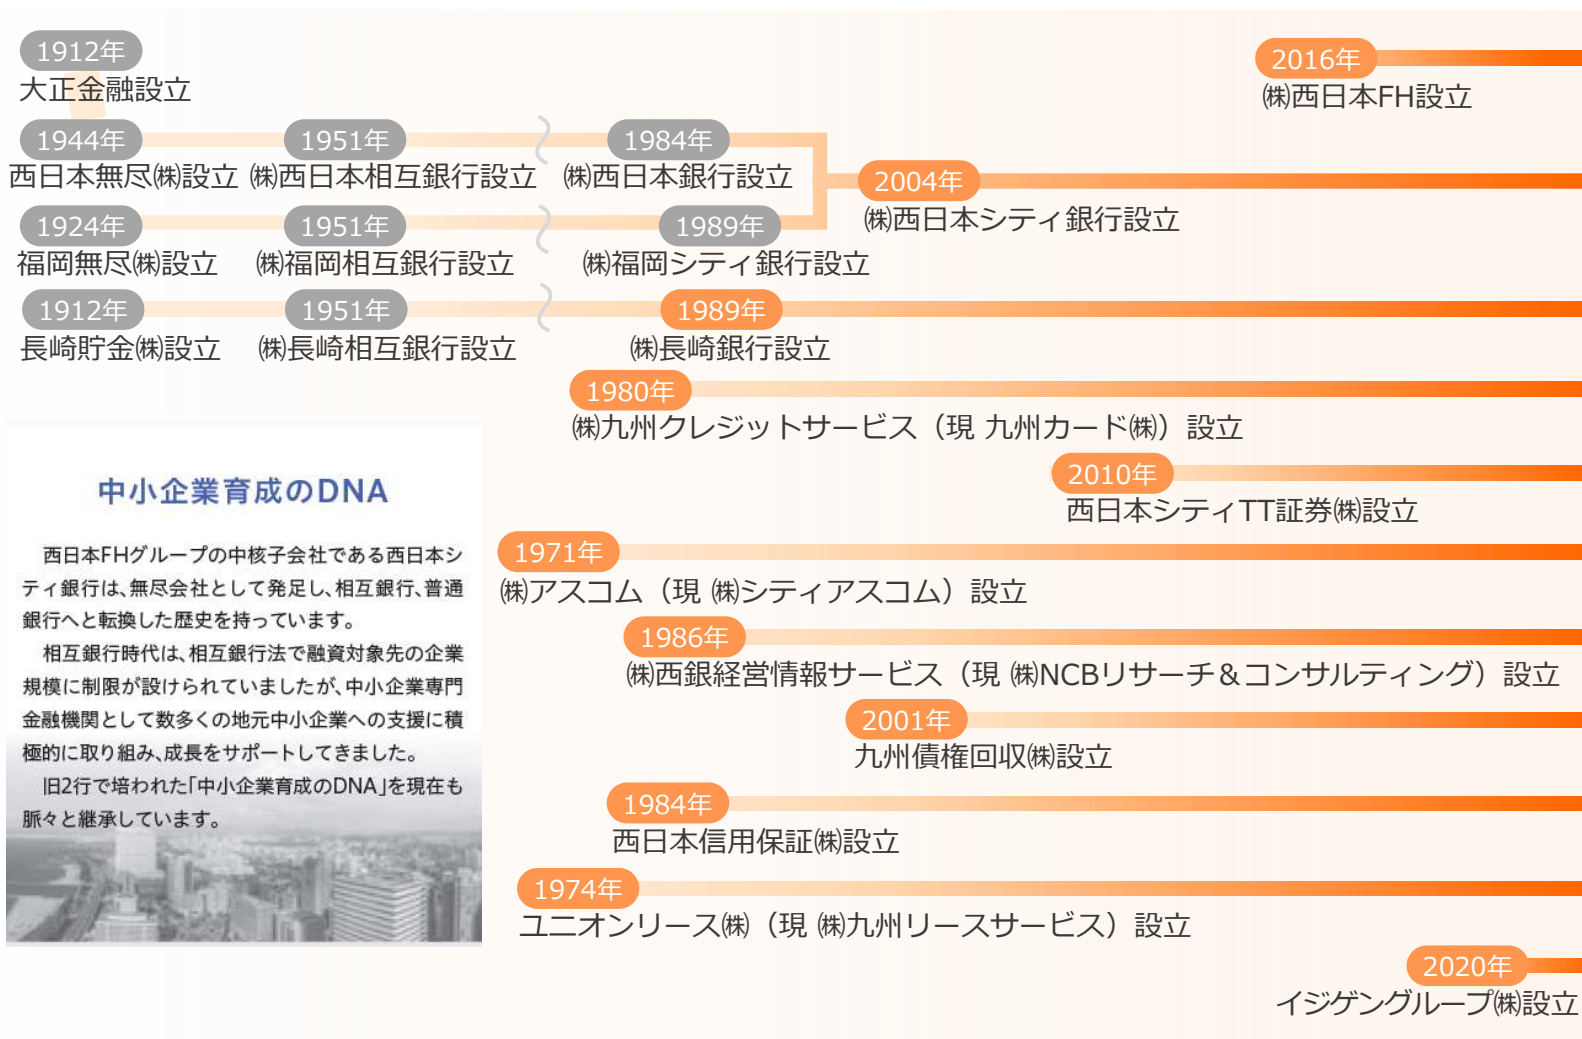 1912年
大正金融設立
2016年
㈱西日本FH設立
1944年
西日本無尽㈱設立
1951年
㈱西日本相互銀行設立
1984年
㈱西日本銀行設立
2004年
㈱西日本シティ銀行設立
1924年
福岡無尽㈱設立
1951年
㈱福岡相互銀行設立
1989年
㈱福岡シティ銀行設立
1912年
長崎貯金㈱設立
1951年
㈱長崎相互銀行設立
1989年
㈱長崎銀行設立
1980年
㈱九州クレジットサービス（現 九州カード㈱）設立
2010年
西日本シティTT証券㈱設立
1971年
㈱アスコム（現 ㈱シティアスコム）設立
1986年
㈱西銀経営情報サービス（現 ㈱NCBリサーチ＆コンサルティング）設立
2001年
九州債権回収㈱設立
1984年
西日本信用保証㈱設立
1974年
ユニオンリース㈱（現 ㈱九州リースサービス）設立
2020年
イジゲングループ㈱設立
中小企業育成のDNA
西日本FHグループの中核子会社である西日本シ
ティ銀行は、無尽会社として発足し、相互銀行、普通
銀行へと転換した歴史を持っています。
相互銀行時代は、相互銀行法で融資対象先の企業
規模に制限が設けられていましたが、中小企業専門
金融機関として数多くの地元中小企業への支援に積
極的に取り組み、成長をサポートしてきました。
旧2行で培われた「中小企業育成のDNA」を現在も
脈々と継承しています。